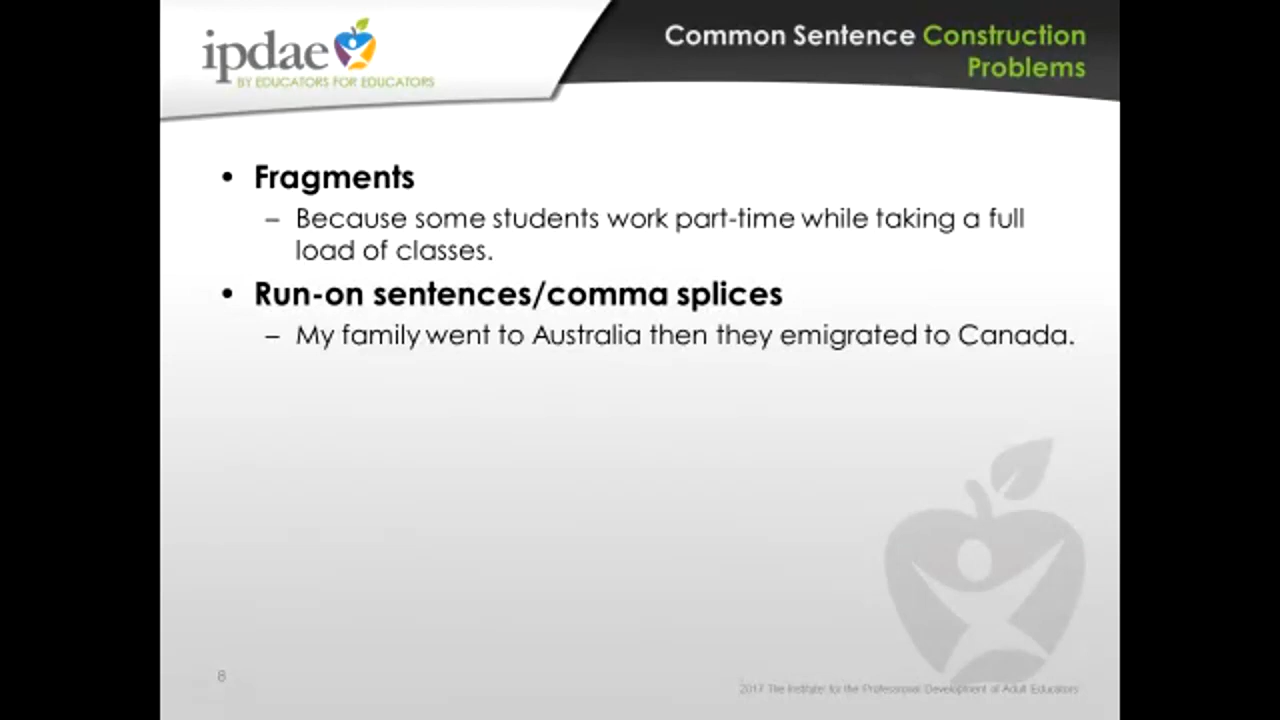 ipdae
BY EDUCATORS FOR EDUCATORS
Common Sentence Construction
Problems
• Fragments
– Because some students work part-time while taking a full
load of classes.
• Run-on sentences/comma splices
– My family went to Australia then they emigrated to Canada.
8
2017 The Institute for the Professional Development of Adult Educators